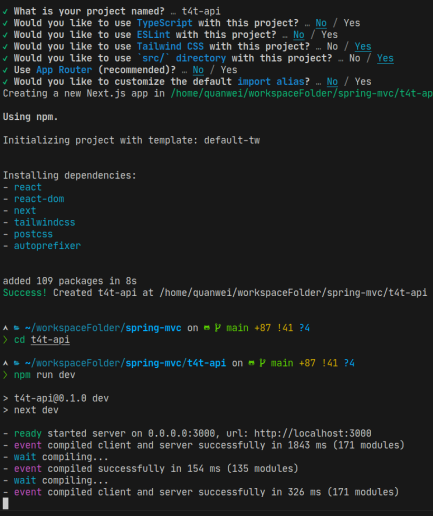 ✓ What is your project named? … t4t-api
✓ Would you like to use TypeScript with this project? … No / Yes
✓ Would you like to use ESLint with this project? … No / Yes
✓ Would you like to use Tailwind CSS with this project? … No / Yes
✓ Would you like to use `src/` directory with this project? … No / Yes
✓ Use App Router (recommended)? … No / Yes
✓ Would you like to customize the default import alias? … No / Yes
Creating a new Next.js app in /home/quanwei/workspaceFolder/spring-mvc/t4t-ap
Using npm.
Initializing project with template: default-tw
Installing dependencies:
- react
- react-dom
- next
- tailwindcss
- postcss
- autoprefixer
added 109 packages in 8s
Success! Created t4t-api at /home/quanwei/workspaceFolder/spring-mvc/t4t-api
~/workspaceFolder/spring-mvc on main +87 !41 ?4
❯ cd t4t-api
~/workspaceFolder/spring-mvc/t4t-api on main +87 !41 ?4
❯ npm run dev
> t4t-api@0.1.0 dev
> next dev
- ready started server on 0.0.0.0:3000, url: http://localhost:3000
- event compiled client and server successfully in 1843 ms (171 modules)
- wait compiling...
- event compiled successfully in 154 ms (135 modules)
- wait compiling...
- event compiled client and server successfully in 326 ms (171 modules)